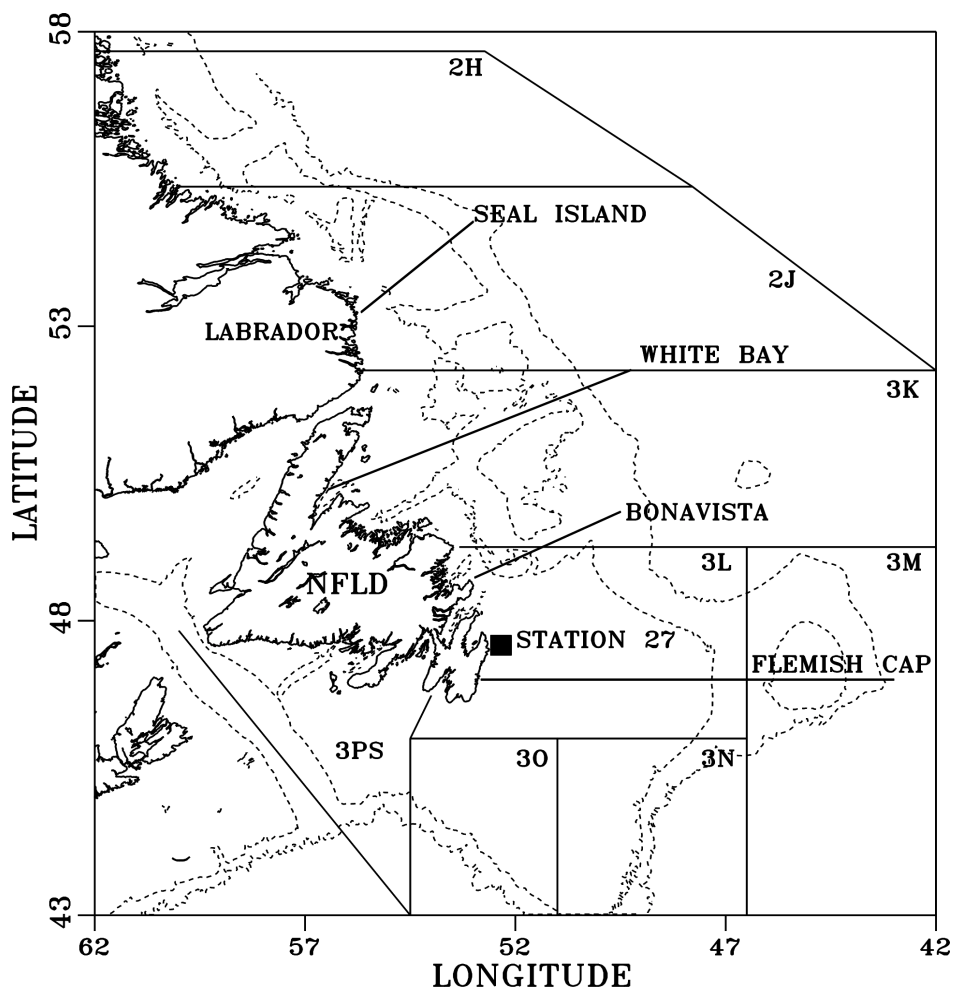 58
2H
SEAL ISLAND
2J
53
LABRADOR
WHITE BAY
3K
LATITUDE
BONAVISTA
3L
3M
NFLD
48
STATION 27
FLEMISH CAP
3PS
3O
3N
43
62
57
52
47
42
LONGITUDE